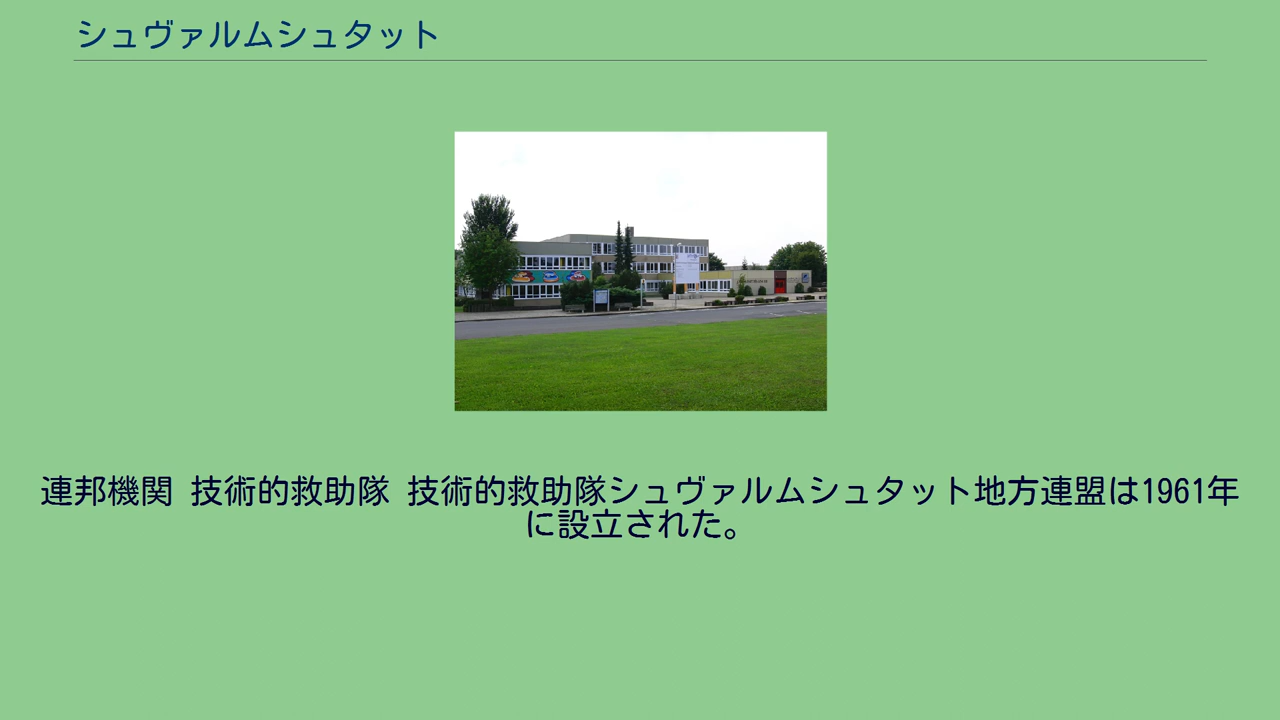 シュヴァルムシュタット
連邦機関 技術的救助隊 技術的救助隊シュヴァルムシュタット地方連盟は1961年
に設立された。